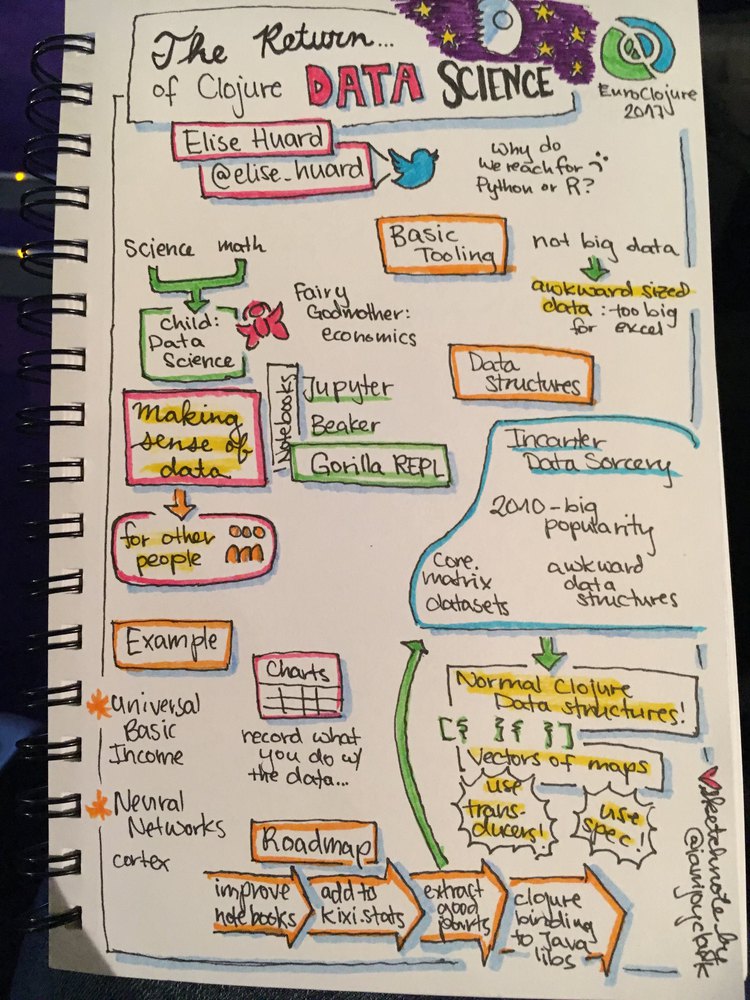 The Return...
of Clojure DATA SCIENCE
EuroClojure
2017
Elise Huard
@elise_huard
Why do
we reach for
Python or R?
Basic
Tooling
not big data
awkward sized
data : too big
for excel
Science math
child:
Data
Science
Fairy
Godmother:
economics
Data
structures
Making
sense of
data
for other
people
Notebooks
Jupyter
Beaker
Gorilla REPL
Incanter
Data Sorcery
2010 - big
popularity
core.
matrix
datasets
awkward
data
structures
Example
Universal
Basic
Income
Neural
Networks
cortex
Charts
record what
you do w/
the data...
Normal Clojure
Data structures!
[{ }{ }]
Vectors of maps
use
trans-
ducers!
use
spec!
Roadmap
improve
notebooks
add to
kixi stats
extract
good
parts
clojure
binding
to Java
libs
sketchnote by
@iamjoyclark